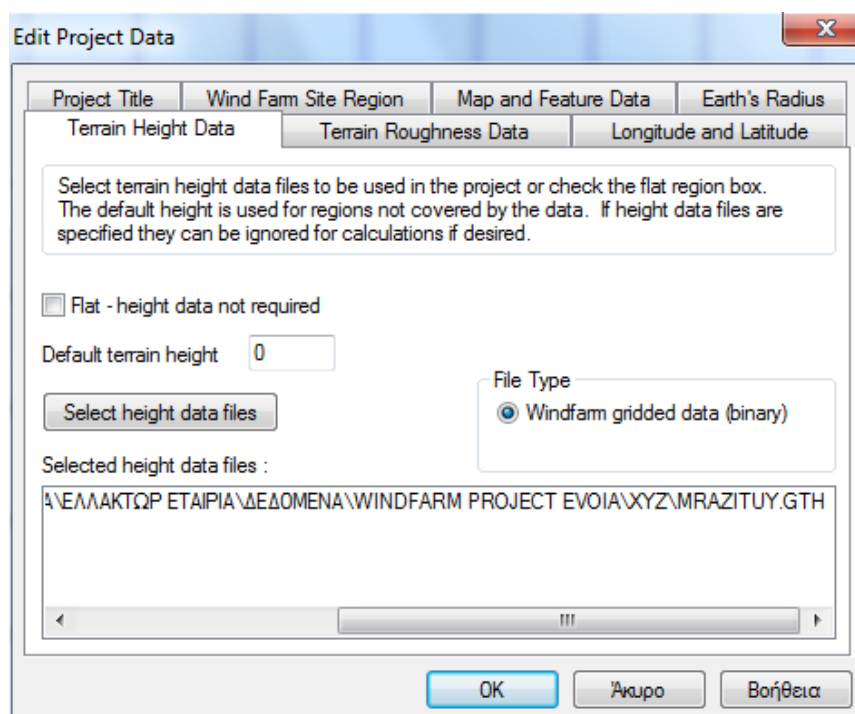 Edit Project Data
X
Project Title
Wind Farm Site Region
Map and Feature Data
Earth's Radius
Terrain Height Data
Terrain Roughness Data
Longitude and Latitude
Select terrain height data files to be used in the project or check the flat region box.
The default height is used for regions not covered by the data. If height data files are
specified they can be ignored for calculations if desired.
Flat - height data not required
Default terrain height
0
File Type
Select height data files
Windfarm gridded data (binary)
Selected height data files :
Α\ΕΛΛΑΚΤΩΡ ΕΤΑΙΡΙΑ\ΔΕΔΟΜΕΝΑ\WINDFARM PROJECT EVOIA\XYZ\MRAZITUY.GTH
OK
Άκυρο
Βοήθεια